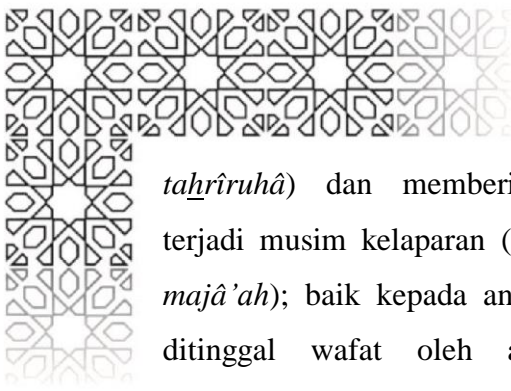 tahrîruhâ) dan memberi
terjadi musim kelaparan (
majâ'ah); baik kepada an
ditinggal wafat oleh a